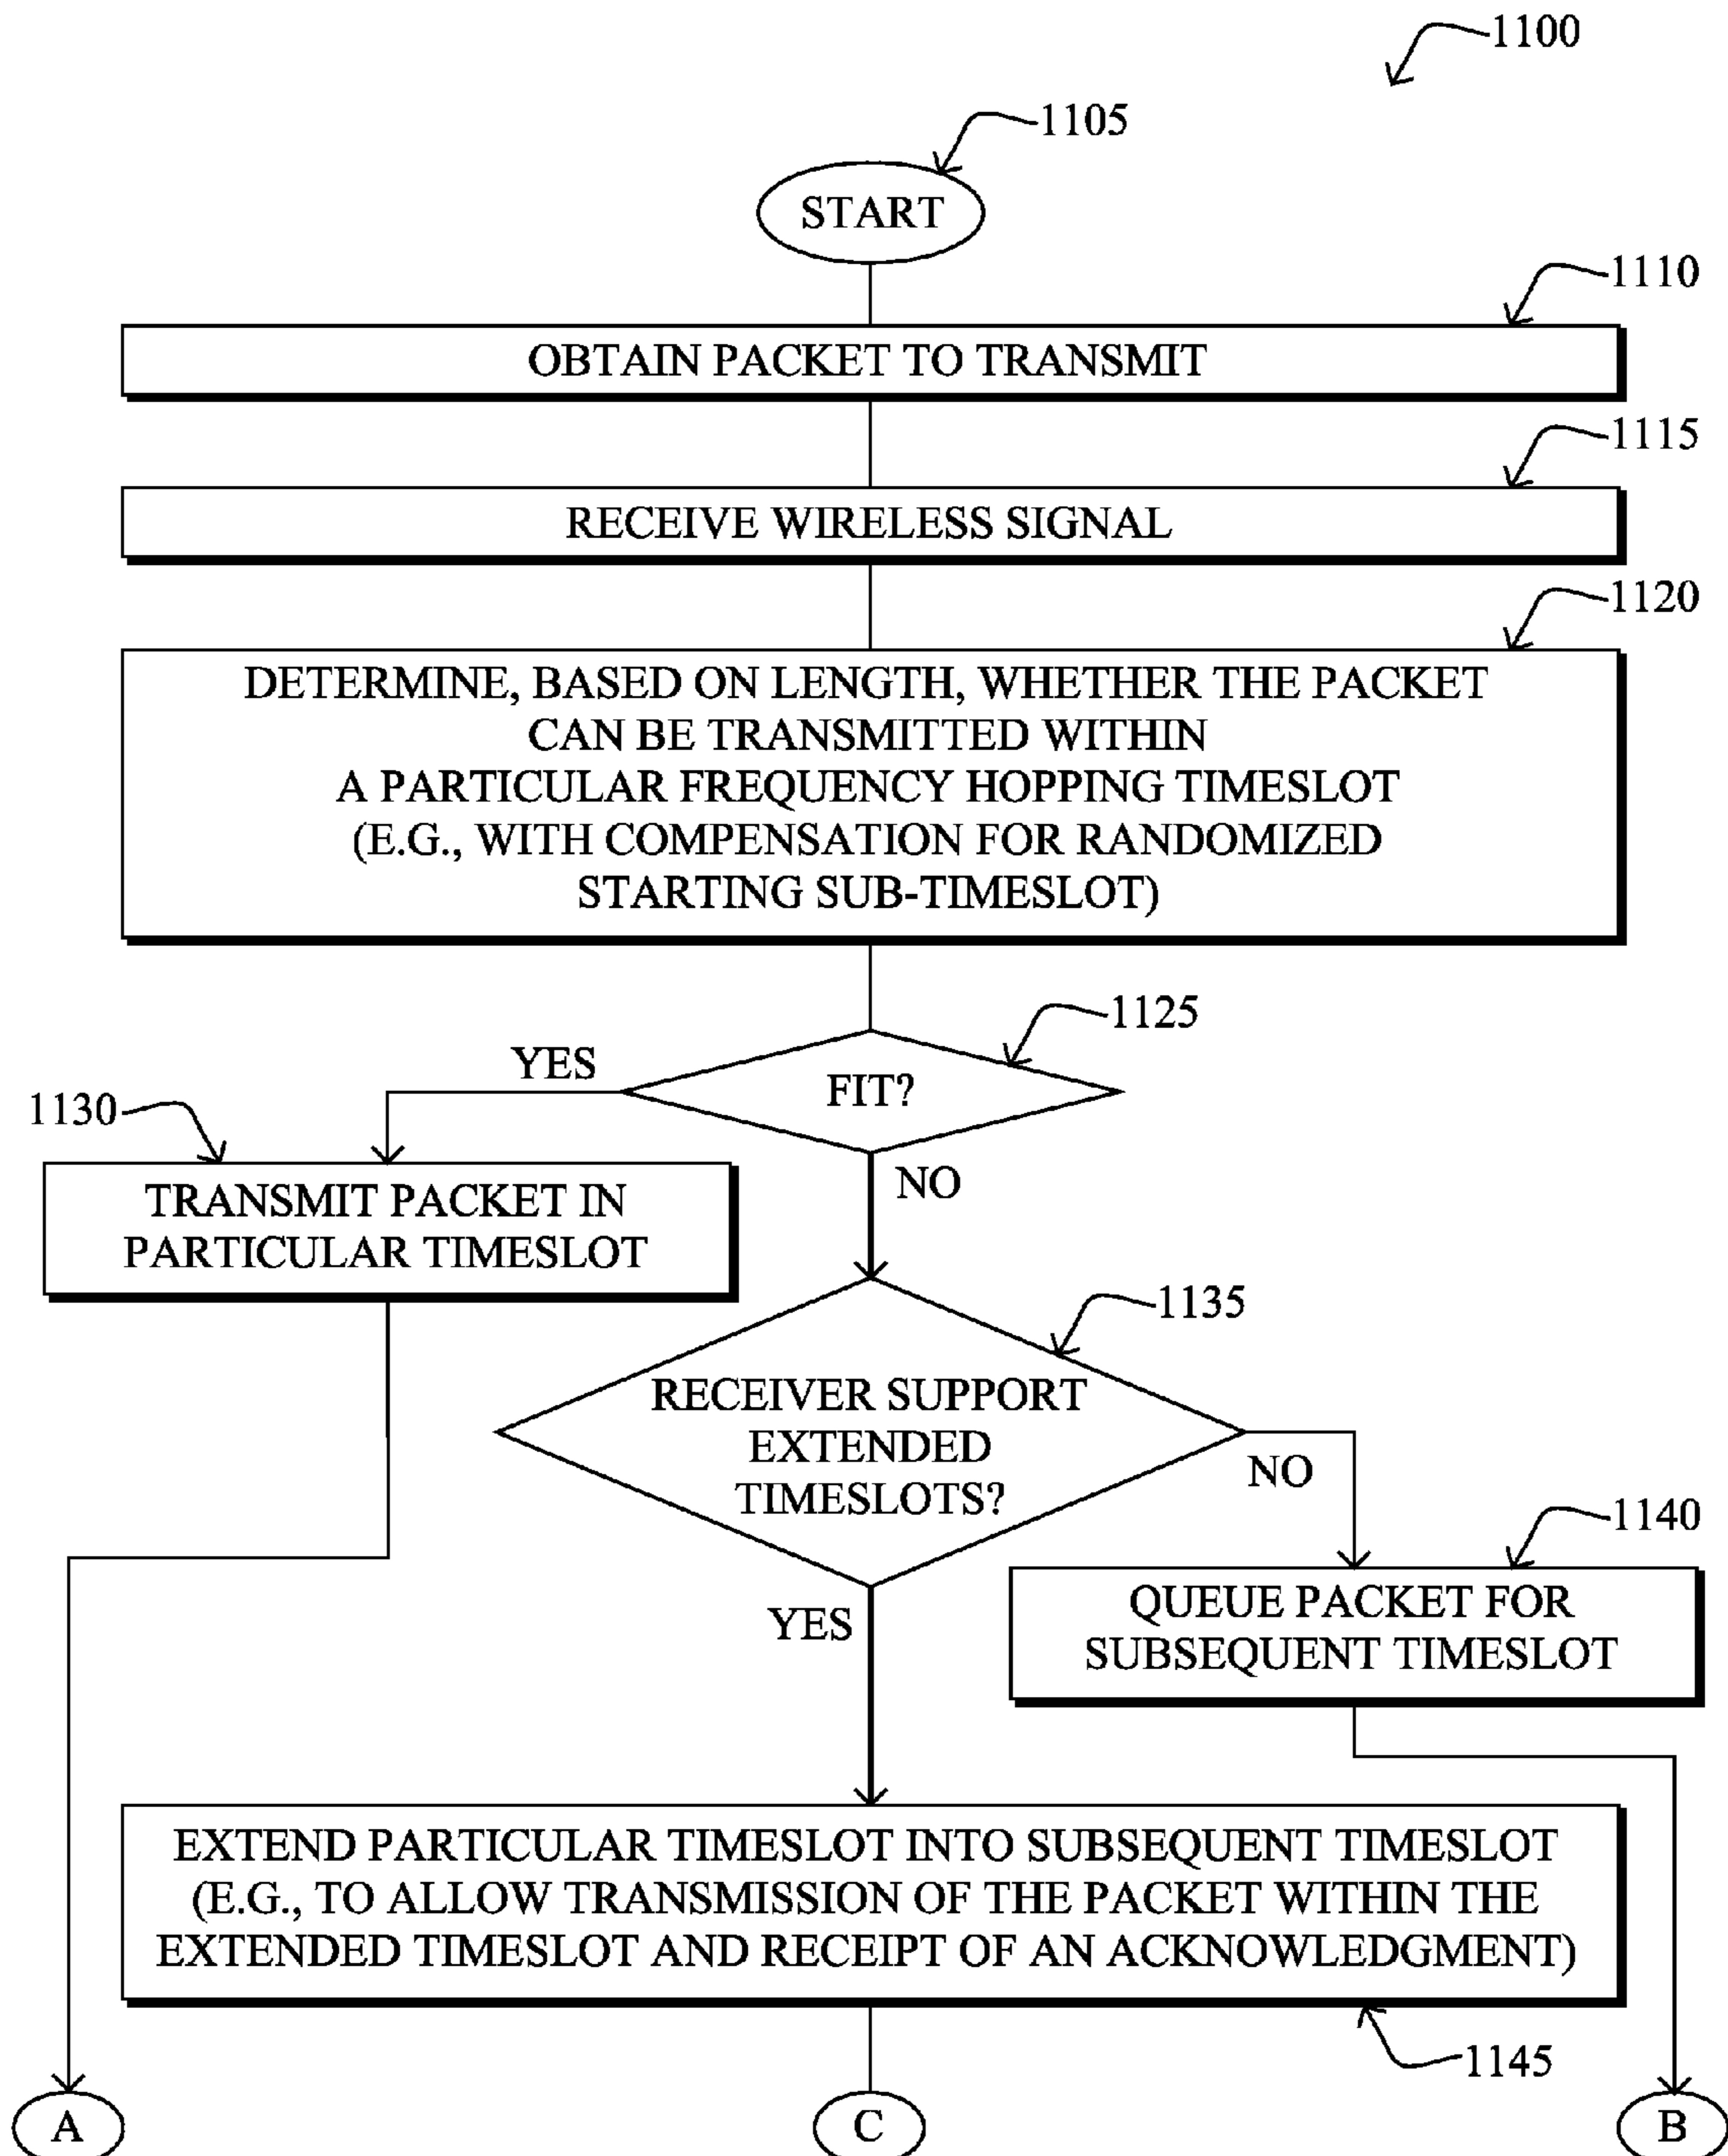 1100
1105
START
1110
OBTAIN PACKET TO TRANSMIT
1115
RECEIVE WIRELESS SIGNAL
1120
DETERMINE, BASED ON LENGTH, WHETHER THE PACKET
CAN BE TRANSMITTED WITHIN
A PARTICULAR FREQUENCY HOPPING TIMESLOT
(E.G., WITH COMPENSATION FOR RANDOMIZED
STARTING SUB-TIMESLOT)
1125
YES
FIT?
1130
NO
TRANSMIT PACKET IN
PARTICULAR TIMESLOT
1135
RECEIVER SUPPORT
EXTENDED
TIMESLOTS?
NO
1140
YES
QUEUE PACKET FOR
SUBSEQUENT TIMESLOT
EXTEND PARTICULAR TIMESLOT INTO SUBSEQUENT TIMESLOT
(E.G., TO ALLOW TRANSMISSION OF THE PACKET WITHIN THE
EXTENDED TIMESLOT AND RECEIPT OF AN ACKNOWLEDGMENT)
1145
A
C
B